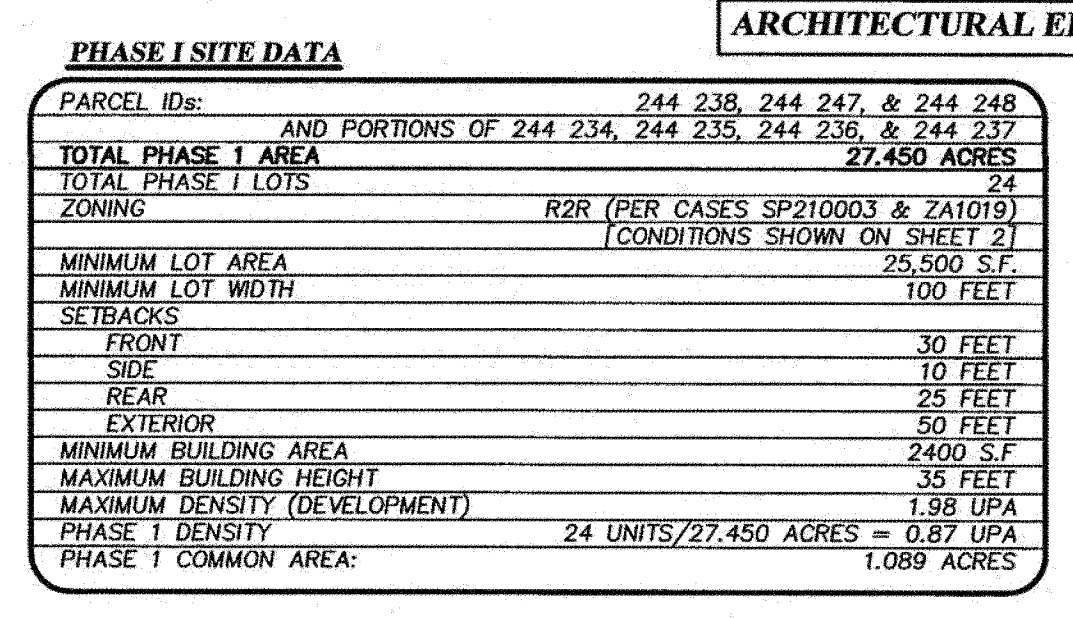 ARCHITECTURAL
PHASE I SITE DATA
PARCEL IDs: 244 238, 244 247, & 244 248
AND PORTIONS OF 244 234, 244 235, 244 236, & 244 237
TOTAL PHASE 1 AREA 27.450 ACRES
TOTAL PHASE I LOTS 24
ZONING R2R (PER CASES SP210003 & ZA1019)
[CONDITIONS SHOWN ON SHEET 2]
MINIMUM LOT AREA 25,500 S.F.
MINIMUM LOT WIDTH 100 FEET
SETBACKS
FRONT 30 FEET
SIDE 10 FEET
REAR 25 FEET
EXTERIOR 50 FEET
MINIMUM BUILDING AREA 2400 S.F
MAXIMUM BUILDING HEIGHT 35 FEET
MAXIMUM DENSITY (DEVELOPMENT) 1.98 UPA
PHASE 1 DENSITY 24 UNITS/27.450 ACRES = 0.87 UPA
PHASE 1 COMMON AREA: 1.089 ACRES